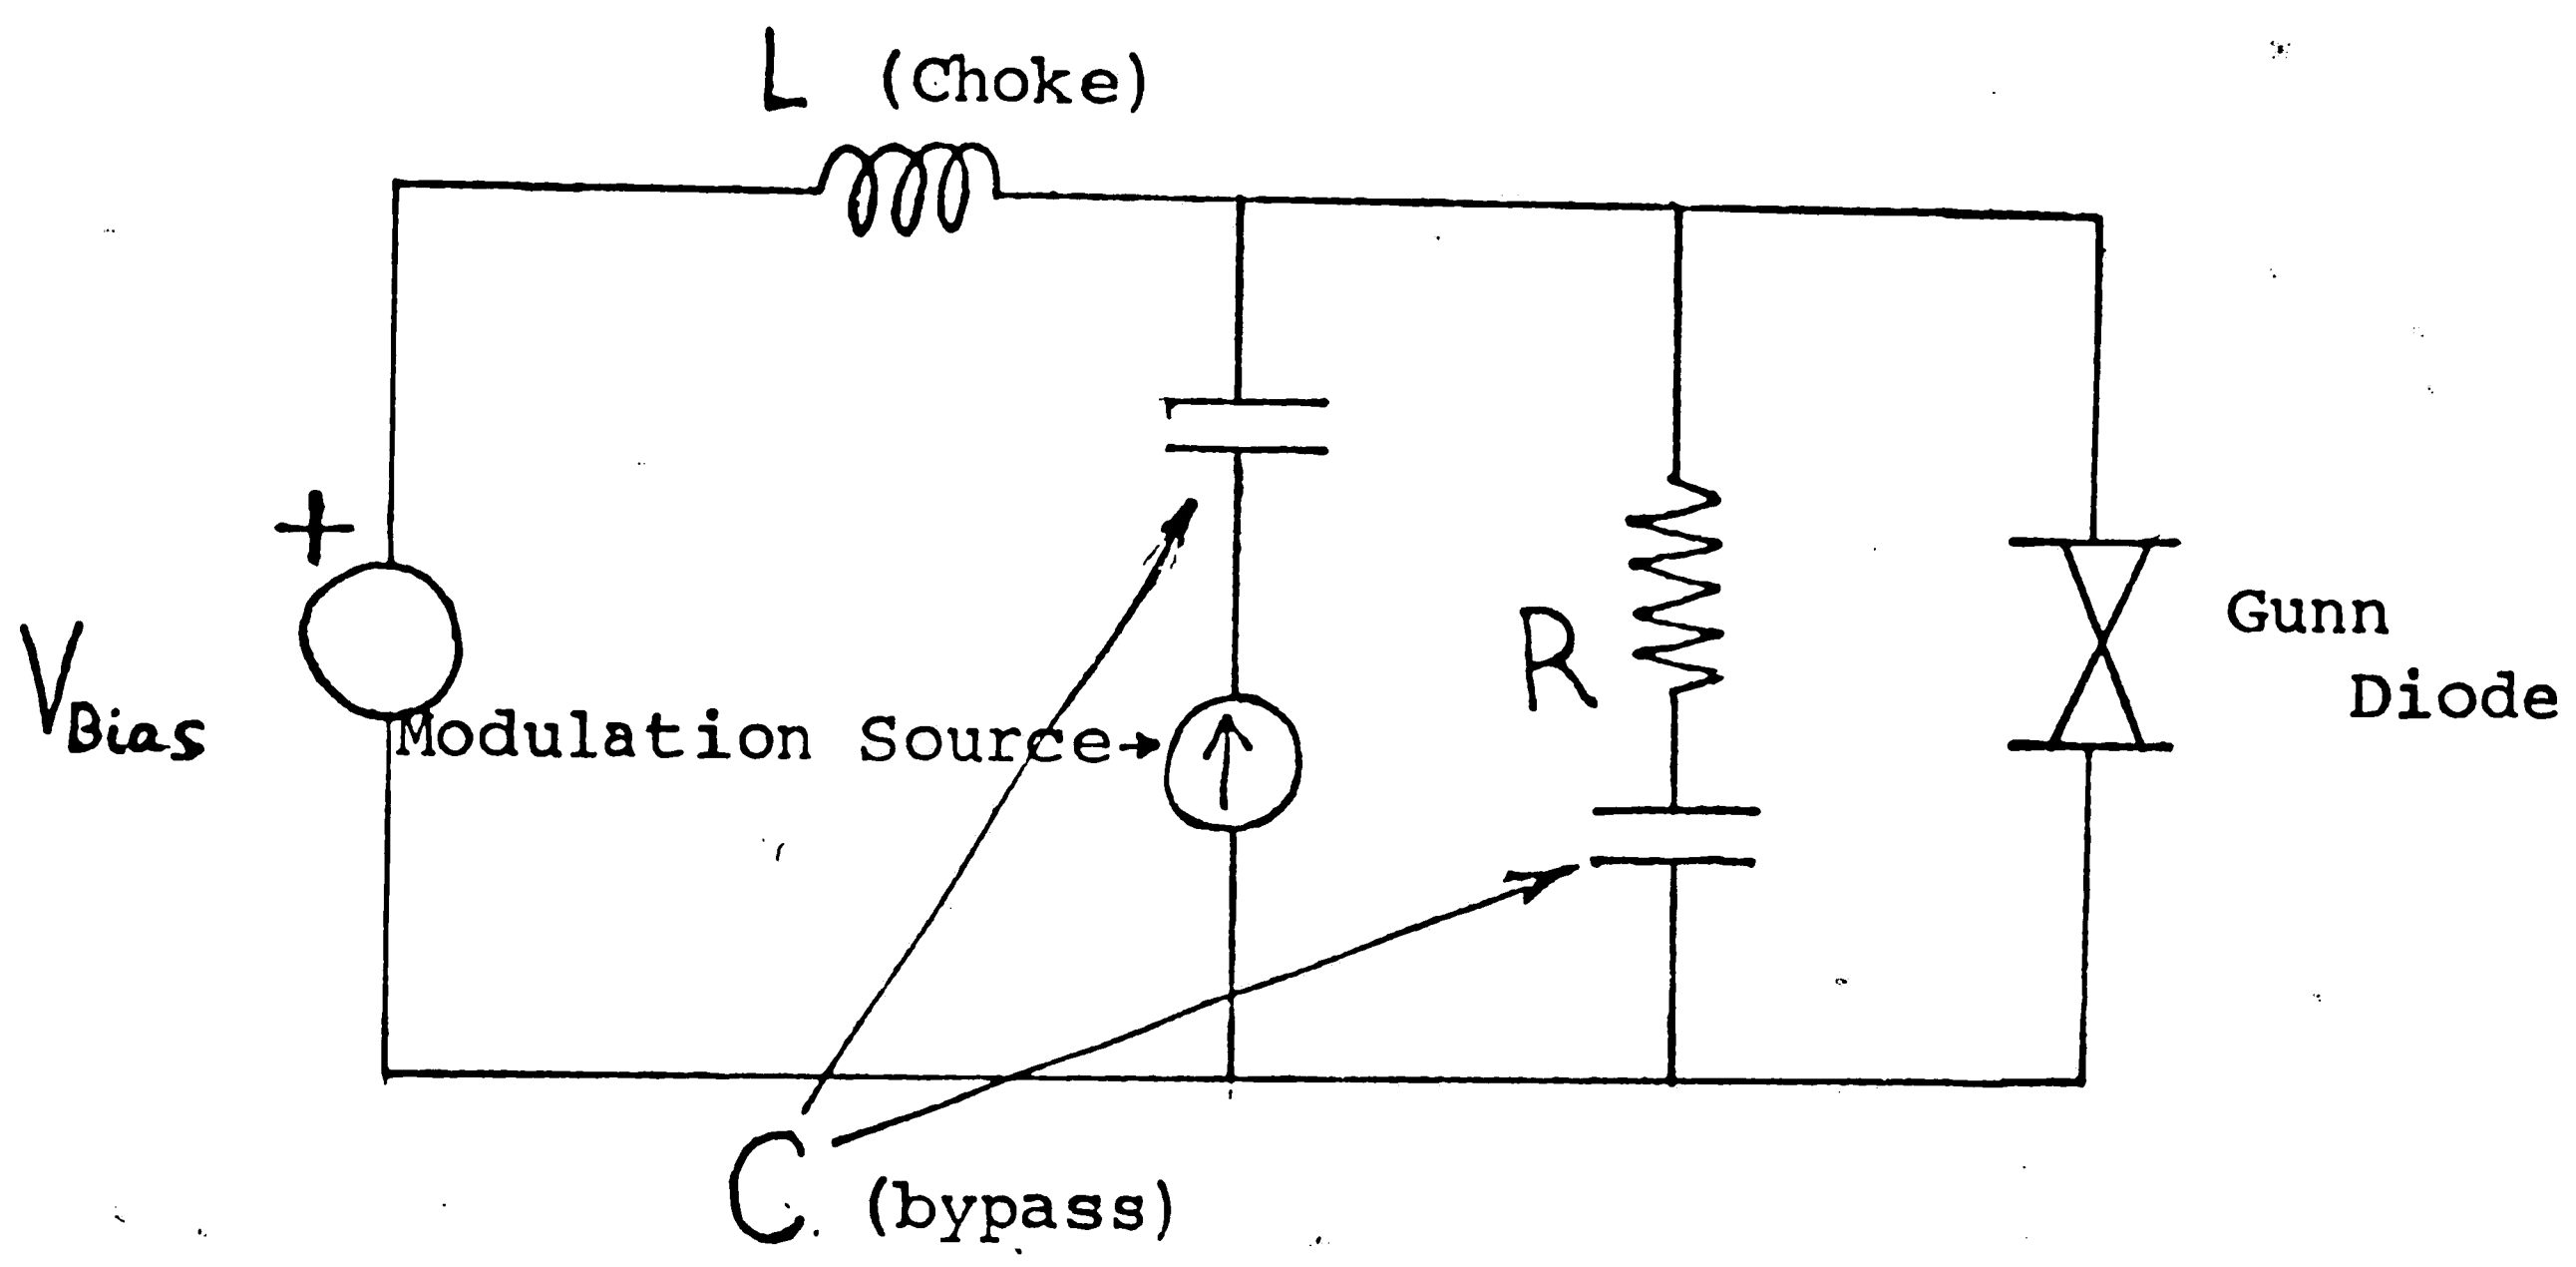 L (Choke)
+
V Bias
Modulation Source
R
Gunn
Diode
C (bypass)